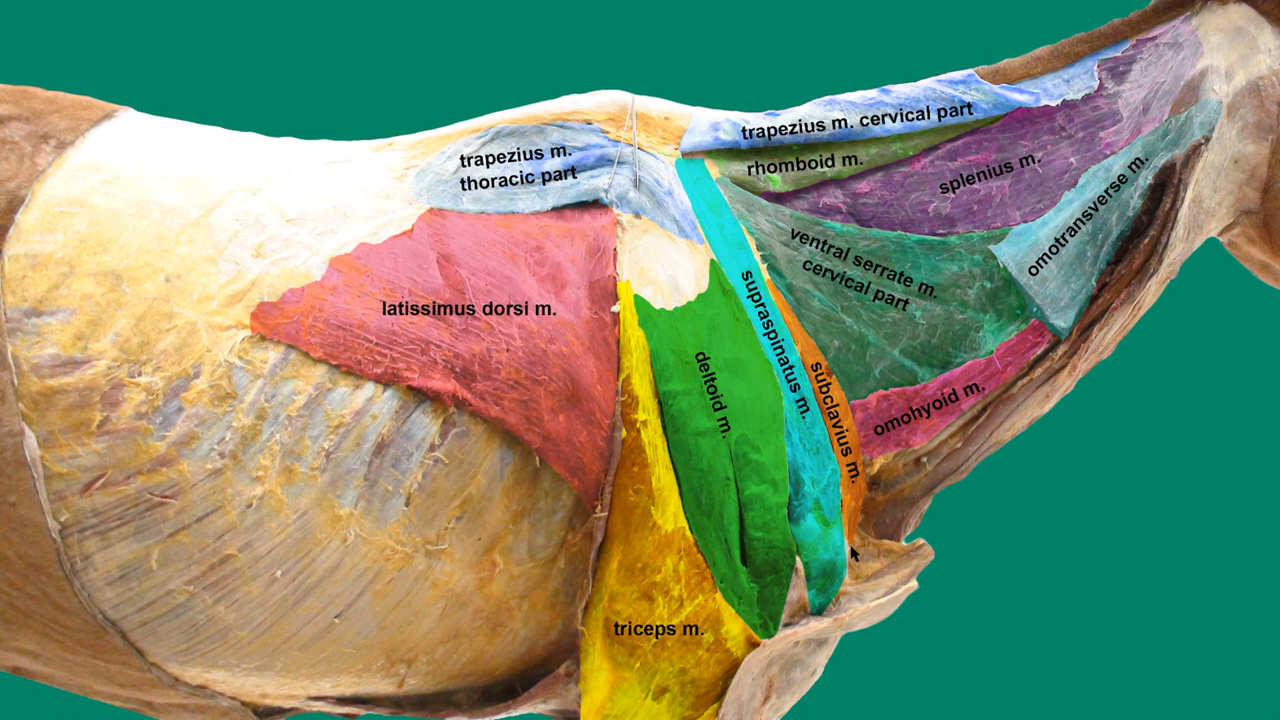 trapezius m. cervical part
trapezius m.
thoracic part
rhomboid m.
splenius m.
omotransverse m.
ventral serrate m.
cervical part
latissimus dorsi m.
supraspinatus m.
deltoid m.
subclavius m.
omohyoid m.
triceps m.